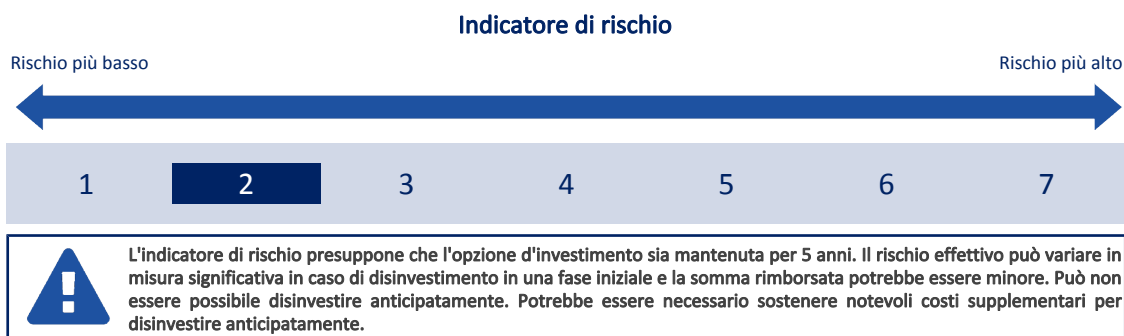 Indicatore di rischio
Rischio più basso
Rischio più alto
1 2 3 4 5 6 7
L'indicatore di rischio presuppone che l'opzione d'investimento sia mantenuta per 5 anni. Il rischio effettivo può variare in
misura significativa in caso di disinvestimento in una fase iniziale e la somma rimborsata potrebbe essere minore. Può non
essere possibile disinvestire anticipatamente. Potrebbe essere necessario sostenere notevoli costi supplementari per
disinvestire anticipatamente.